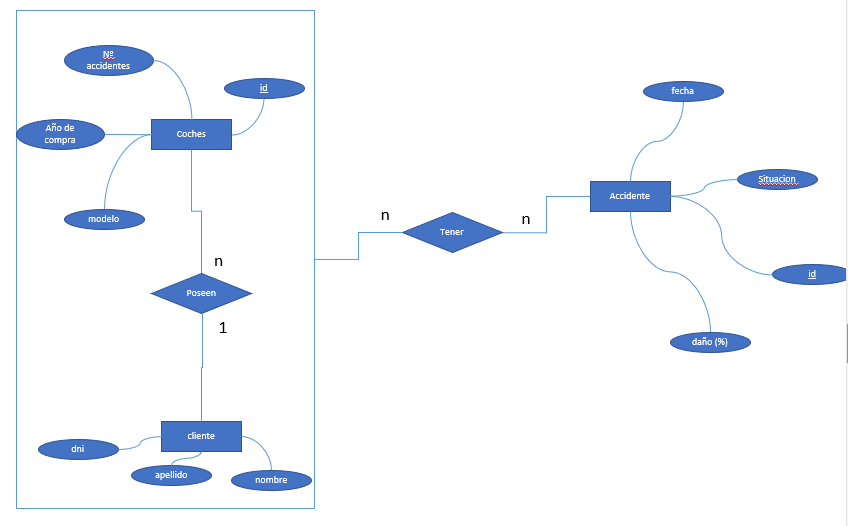 Nº
accidentes
id
fecha
Año de
compra
Coches
Situacion
Accidente
modelo
n
n
Tener
n
id
Poseen
1
daño (%)
cliente
dni
apellido
nombre